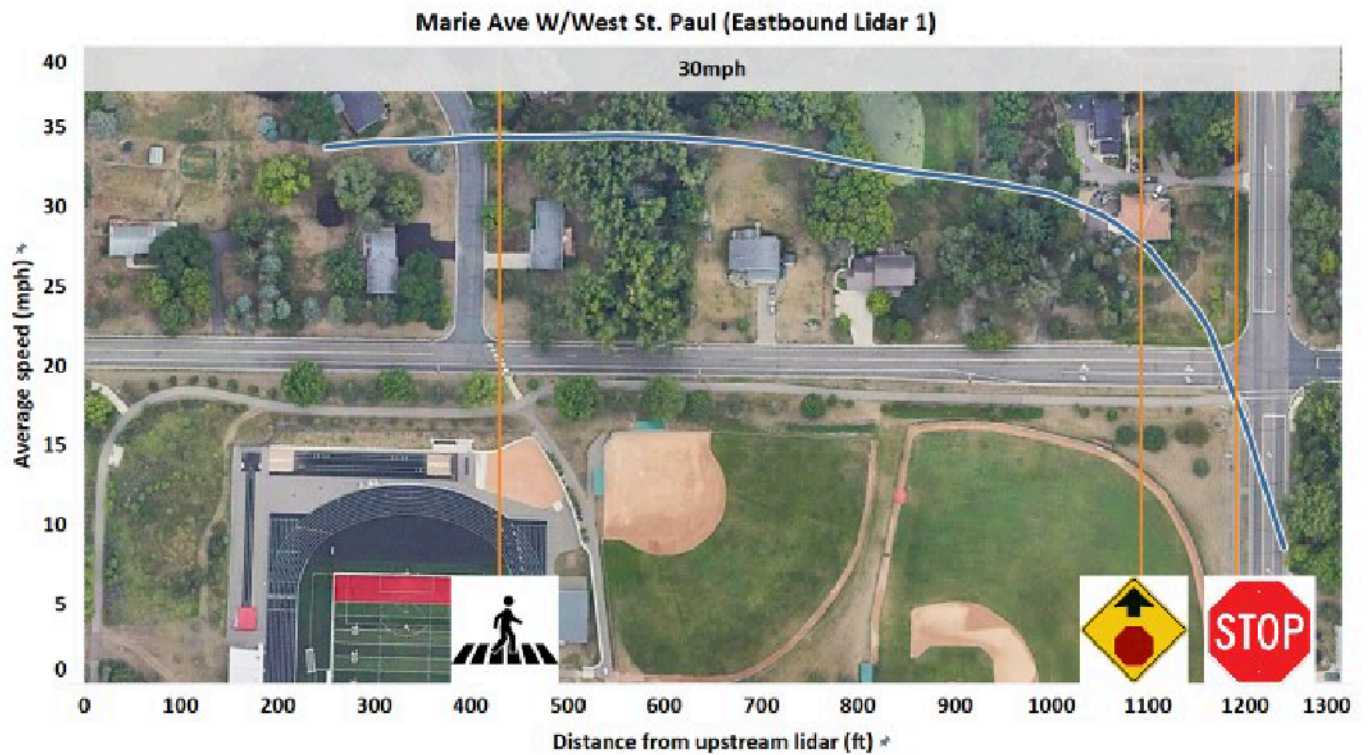 Marie Ave W/West St. Paul (Eastbound Lidar 1)
30mph
40
35
30
25
20
15
10
5
0
Average speed (mph)
STOP
0 100 200 300 400 500 600 700 800 900 1000 1100 1200 1300
Distance from upstream lidar (ft)